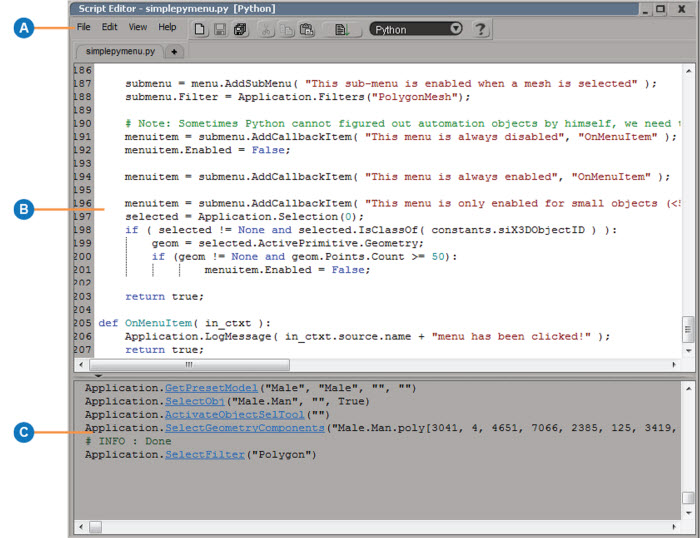 Script Editor - simplepymenu.py [Python]
A
File Edit View Help
Python
?
simplepymenu.py +
186
187 submenu = menu.AddSubMenu( "This sub-menu is enabled when a mesh is selected" );
188 submenu.Filter = Application.Filters("PolygonMesh");
189
190 # Note: Sometimes Python cannot figured out automation objects by himself, we need
191 menuitem = submenu.AddCallbackItem( "This menu is always disabled", "OnMenuItem" );
192 menuitem.Enabled = False;
193
194 menuitem = submenu.AddCallbackItem( "This menu is always enabled", "OnMenuItem" );
195
B
196 menuitem = submenu.AddCallbackItem( "This menu is only enabled for small objects (<5
197 selected = Application.Selection(0);
198 if ( selected != None and selected.IsClassOf( constants.siX3DObjectID ) ):
199 geom = selected.ActivePrimitive.Geometry;
200 if (geom != None and geom.Points.Count >= 50):
201 menuitem.Enabled = False;
202
203 return true;
204
205 def OnMenuItem( in_ctxt ):
206 Application.LogMessage( in_ctxt.source.name + "menu has been clicked!" );
207 return true;
Application.GetPresetModel("Male", "Male", "", "")
Application.SelectObj("Male.Man", "", True)
Application.ActivateObjectSelTool("")
C
Application.SelectGeometryComponents("Male.Man.poly[3041, 4, 4651, 7066, 2385, 125, 3419,
# INFO : Done
Application.SelectFilter("Polygon")